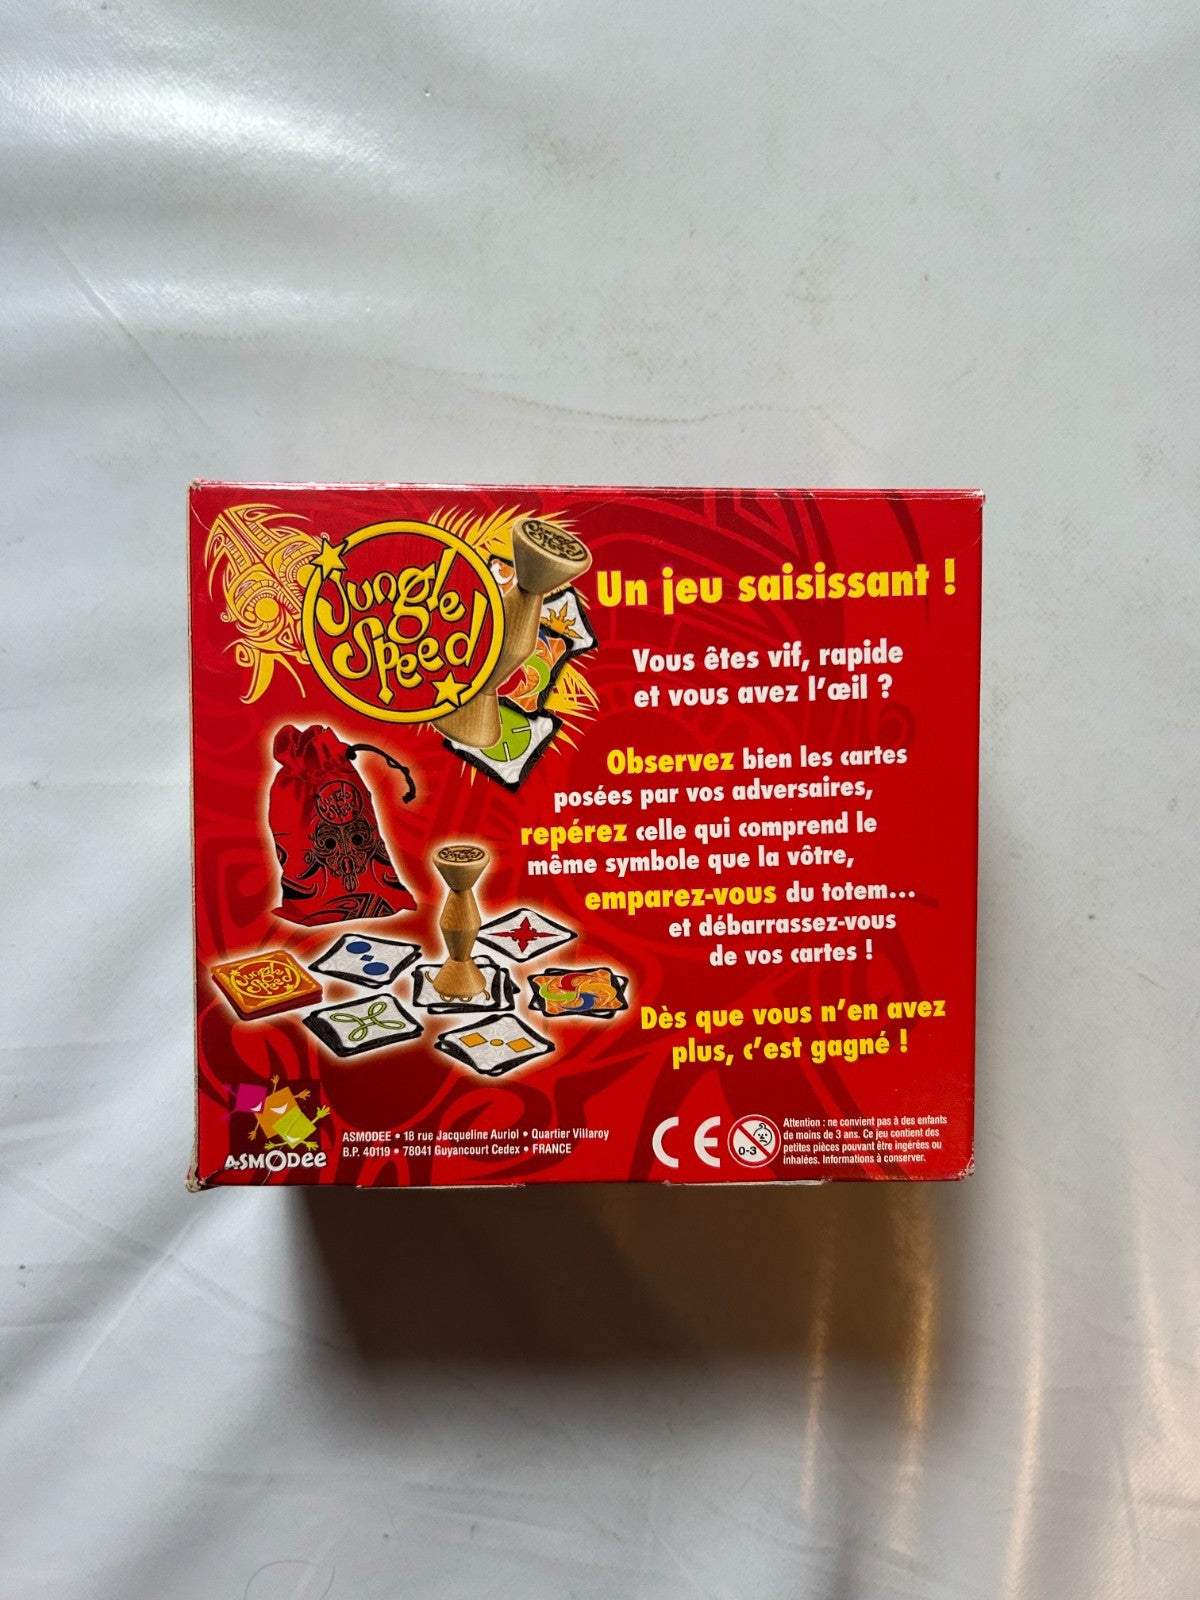 Jungle
Speed
Un jeu saisissant !
Vous êtes vif, rapide
et vous avez l'œil ?
Observez bien les cartes
posées par vos adversaires,
repérez celle qui comprend le
même symbole que la vôtre,
emparez-vous du totem...
et débarrassez-vous
de vos cartes !
Dès que vous n'en avez
plus, c'est gagné !
Jungle
Speed
Jungle
Speed
ASMODee
ASMODEE • 18 rue Jacqueline Auriol • Quartier Villaroy
B.P. 40119 • 78041 Guyancourt Cedex • FRANCE
CE
0-3
Attention : ne convient pas à des enfants
de moins de 3 ans. Ce jeu contient des
petites pièces pouvant être ingérées ou
inhalées. Informations à conserver.